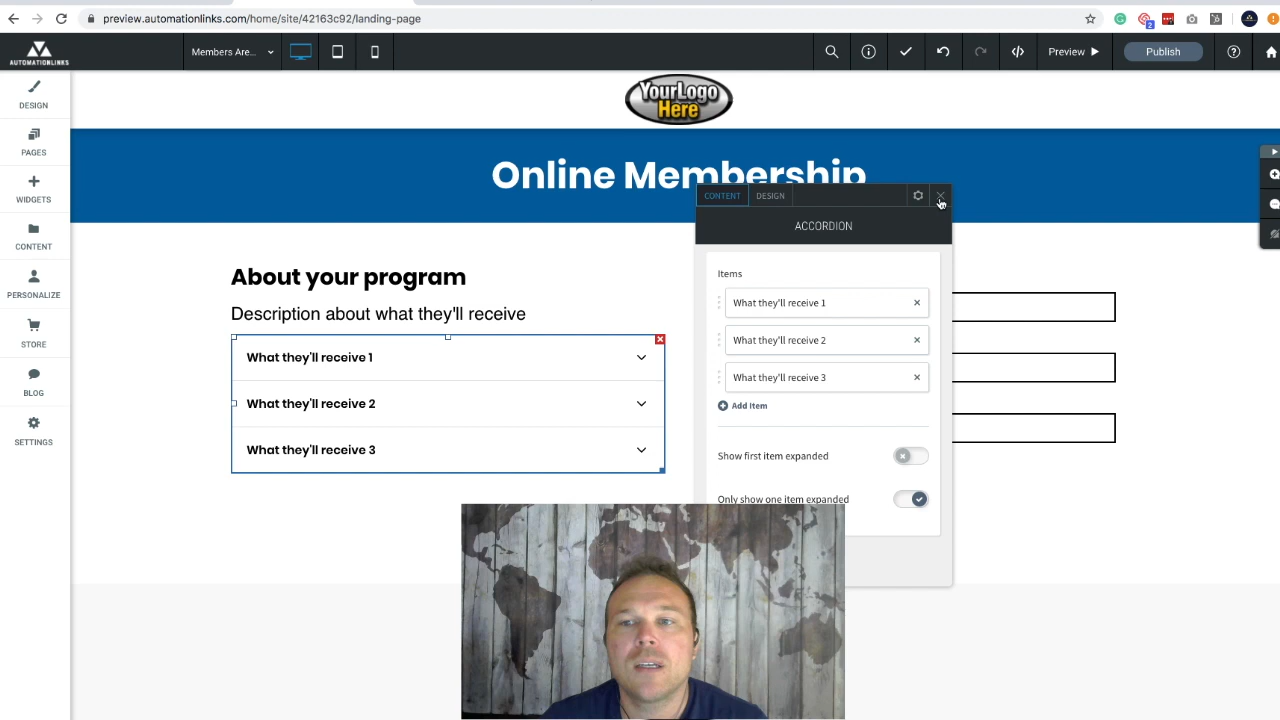 preview.automationlinks.com/home/site/42163c92/landing-page
2
AUTOMATIONLINKS
Members Are...
Preview
Publish
DESIGN
PAGES
WIDGETS
CONTENT
PERSONALIZE
STORE
BLOG
SETTINGS
YourLogo
Here
Online Membership
About your program
Description about what they'll receive
What they'll receive 1
What they'll receive 2
What they'll receive 3
CONTENT
DESIGN
ACCORDION
Items
What they'll receive 1
What they'll receive 2
What they'll receive 3
Add Item
Show first item expanded
Only show one item expanded